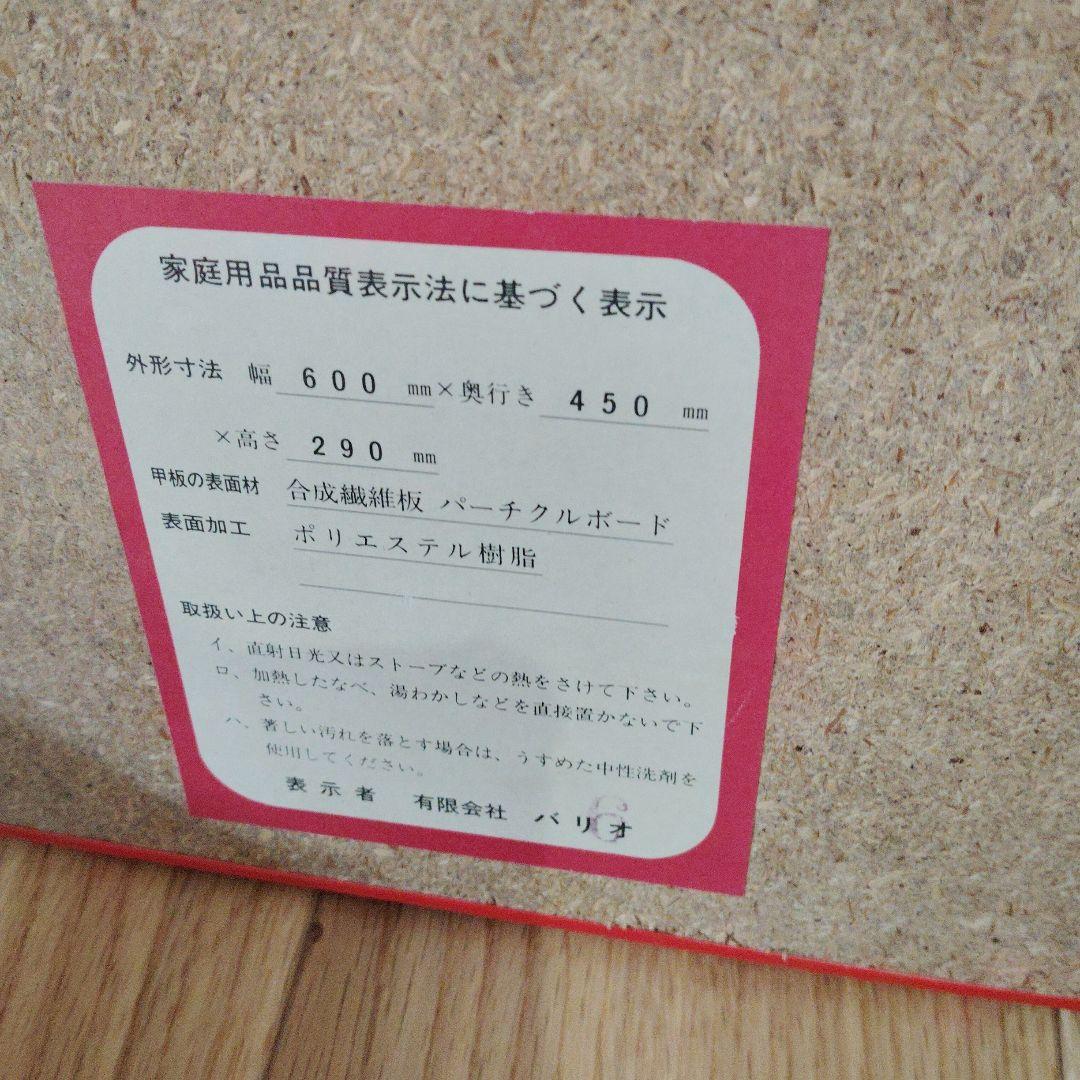 家庭用品品質表示法に基づく表示
外形寸法 幅 600 mm×奥行き 450 mm
×高さ 290 mm
甲板の表面材 合成繊維板 パーチクルボード
表面加工 ポリエステル樹脂
取扱い上の注意
イ、直射日光又はストーブなどの熱をさけて下さい。
ロ、加熱したなべ、湯わかしなどを直接置かないで下
さい。
ハ、著しい汚れを落とす場合は、うすめた中性洗剤を
使用してください。
表示者 有限会社 バリオ